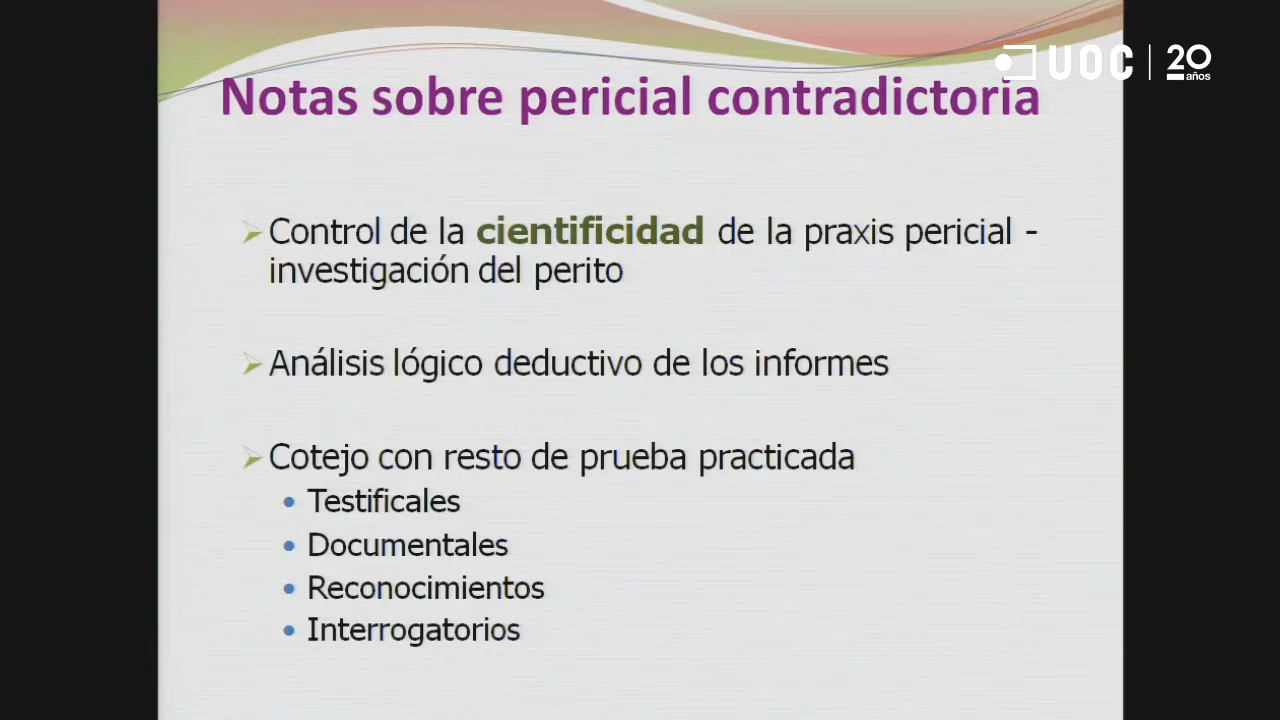 UOC 20 años
Notas sobre pericial contradictoria
Control de la cientificidad de la praxis pericial -
investigación del perito
Análisis lógico deductivo de los informes
Cotejo con resto de prueba practicada
Testificales
Documentales
Reconocimientos
Interrogatorios